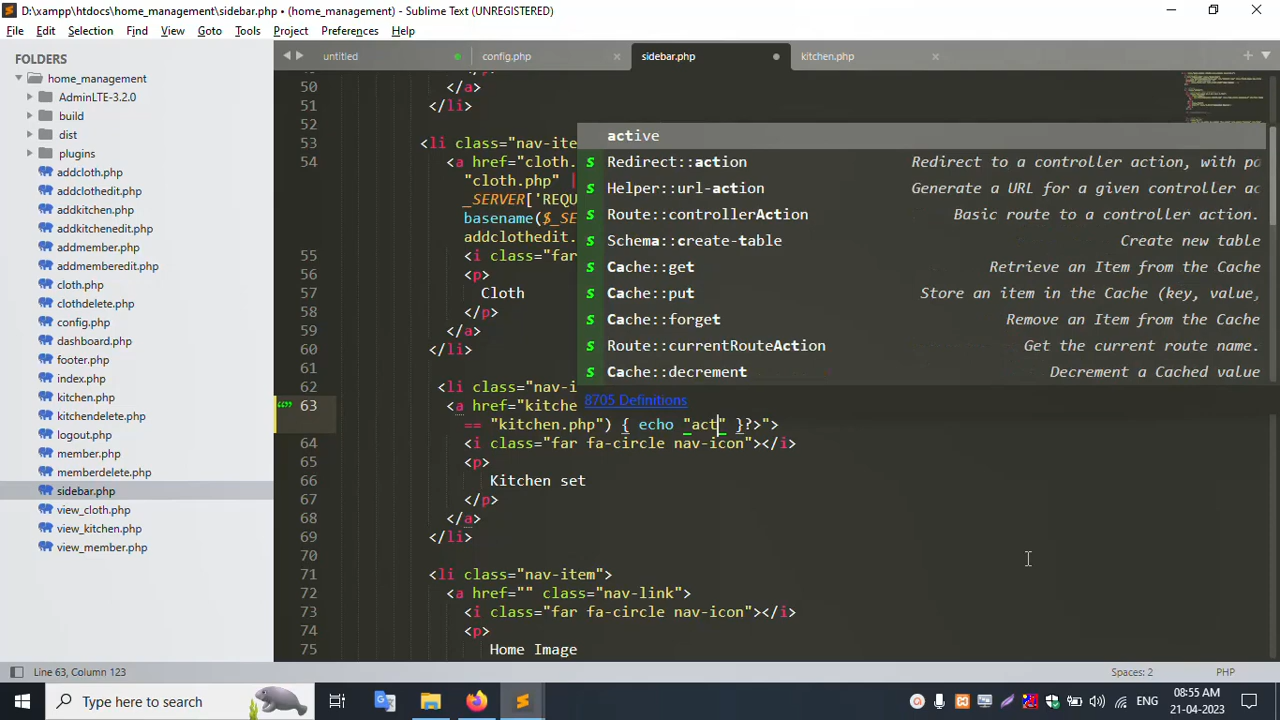 D:\xampp\htdocs\home_management\sidebar.php • (home_management) - Sublime Text (UNREGISTERED)
File Edit Selection Find View Goto Tools Project Preferences Help
FOLDERS
home_management
AdminLTE-3.2.0
build
dist
plugins
addcloth.php
addclothedit.php
addkitchen.php
addkitchenedit.php
addmember.php
addmemberedit.php
cloth.php
clothdelete.php
config.php
dashboard.php
footer.php
index.php
kitchen.php
kitchendelete.php
logout.php
member.php
memberdelete.php
sidebar.php
view_cloth.php
view_kitchen.php
view_member.php
untitled config.php sidebar.php kitchen.php
50 </a>
51 </li>
52
53 <li class="nav-ite
54 <a href="cloth.
"cloth.php" |
_SERVER['REQU
basename($_SE
addclothedit.
55 <i class="far
56 <p>
57 Cloth
58 </p>
59 </a>
60 </li>
61
62 <li class="nav-i
63 <a href="kitche
== "kitchen.php") { echo "act" }?>">
64 <i class="far fa-circle nav-icon"></i>
65 <p>
66 Kitchen set
67 </p>
68 </a>
69 </li>
70
71 <li class="nav-item">
72 <a href="" class="nav-link">
73 <i class="far fa-circle nav-icon"></i>
74 <p>
75 Home Image
active
s Redirect::action Redirect to a controller action, with pa
s Helper::url-action Generate a URL for a given controller ac
s Route::controllerAction Basic route to a controller action.
s Schema::create-table Create new table
s Cache::get Retrieve an Item from the Cache
s Cache::put Store an item in the Cache (key, value,
s Cache::forget Remove an Item from the Cache
s Route::currentRouteAction Get the current route name.
s Cache::decrement Decrement a Cached value
8705 Definitions
Line 63, Column 123 Spaces: 2 PHP
Type here to search
ENG
08:55 AM
21-04-2023